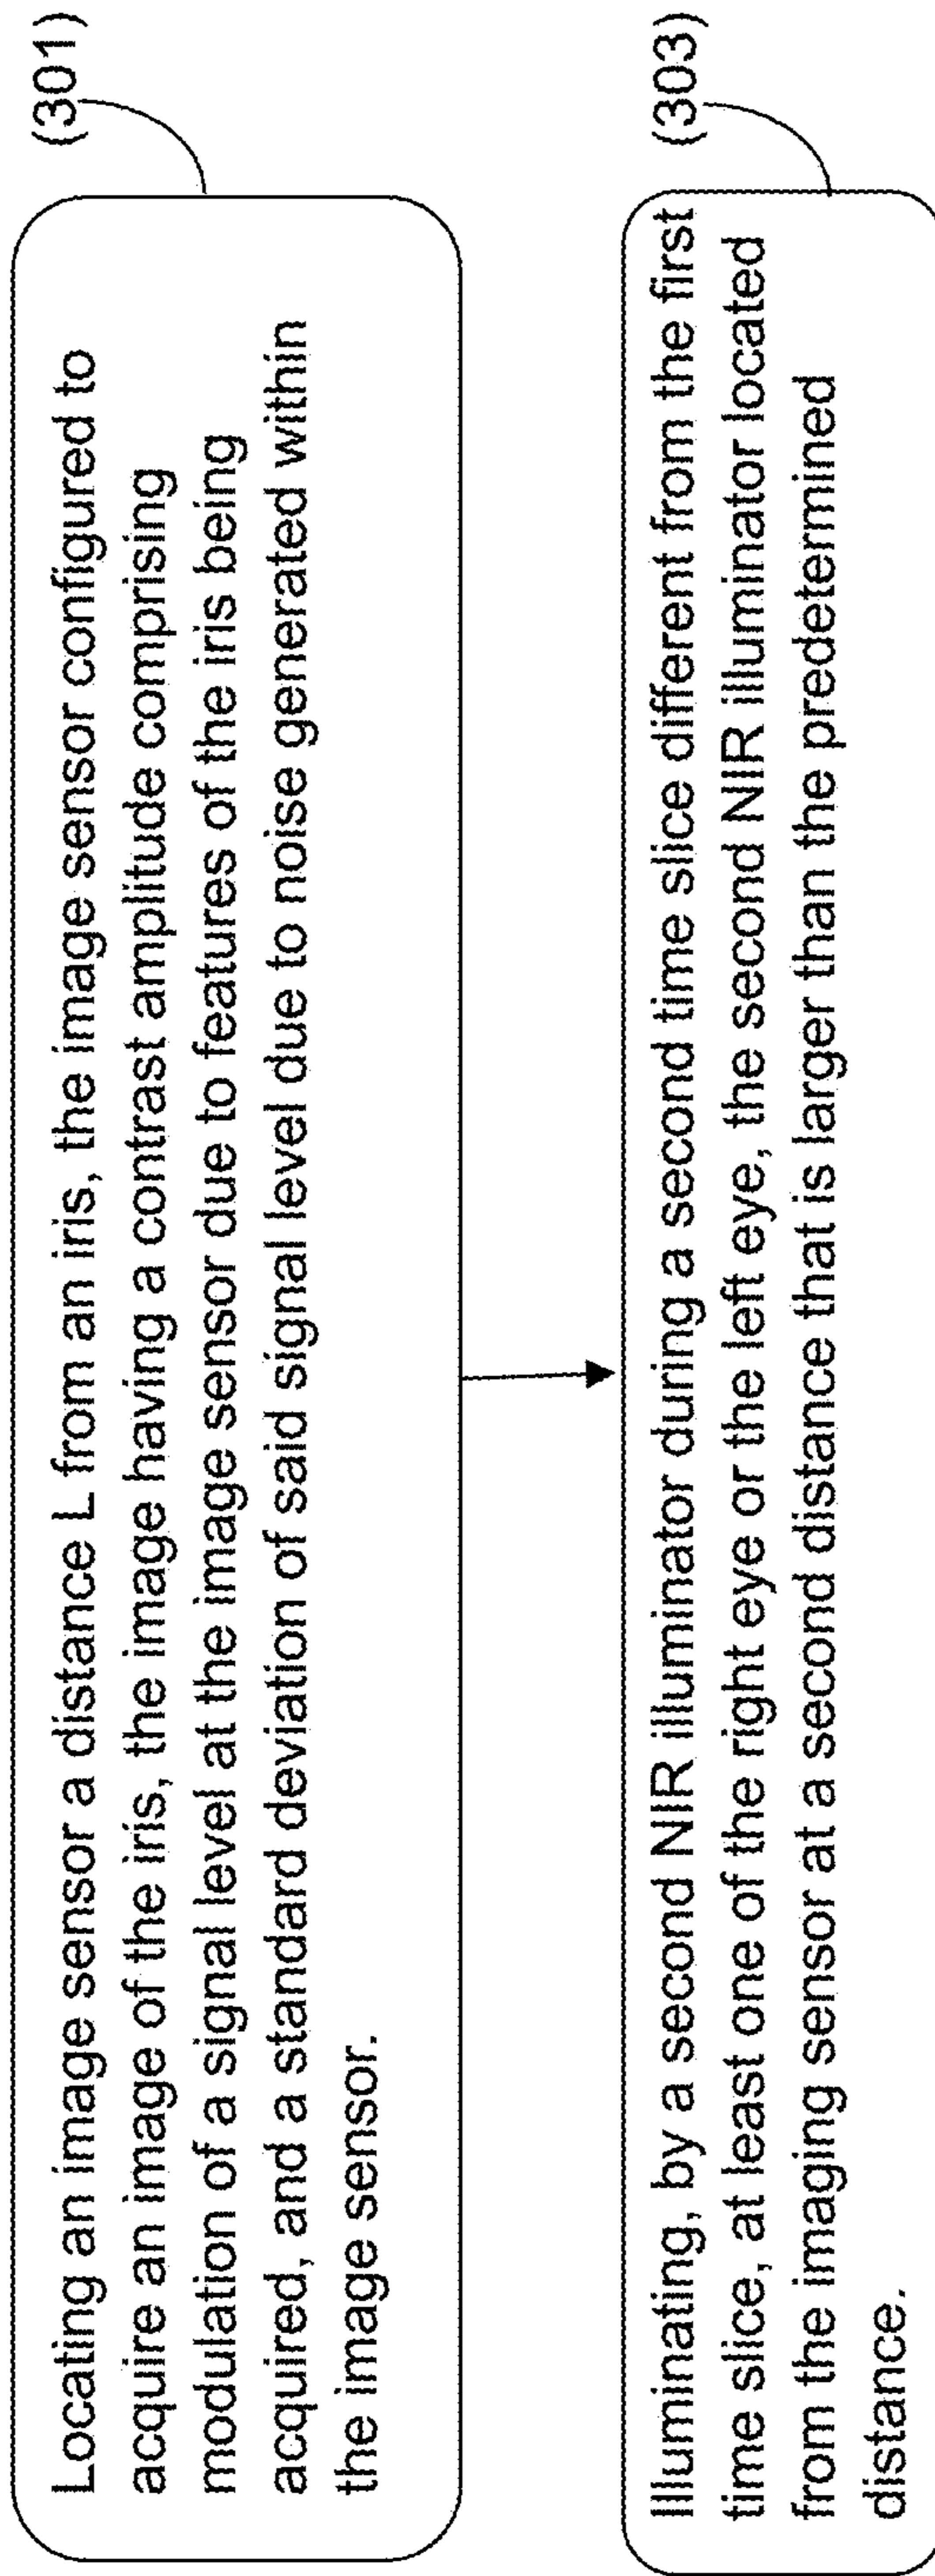 (301)
Locating an image sensor a distance L from an iris, the image sensor configured to
acquire an image of the iris, the image having a contrast amplitude comprising
modulation of a signal level at the image sensor due to features of the iris being
acquired, and a standard deviation of said signal level due to noise generated within
the image sensor.
(303)
Illuminating, by a second NIR illuminator during a second time slice different from the first
time slice, at least one of the right eye or the left eye, the second NIR illuminator located
from the imaging sensor at a second distance that is larger than the predetermined
distance.